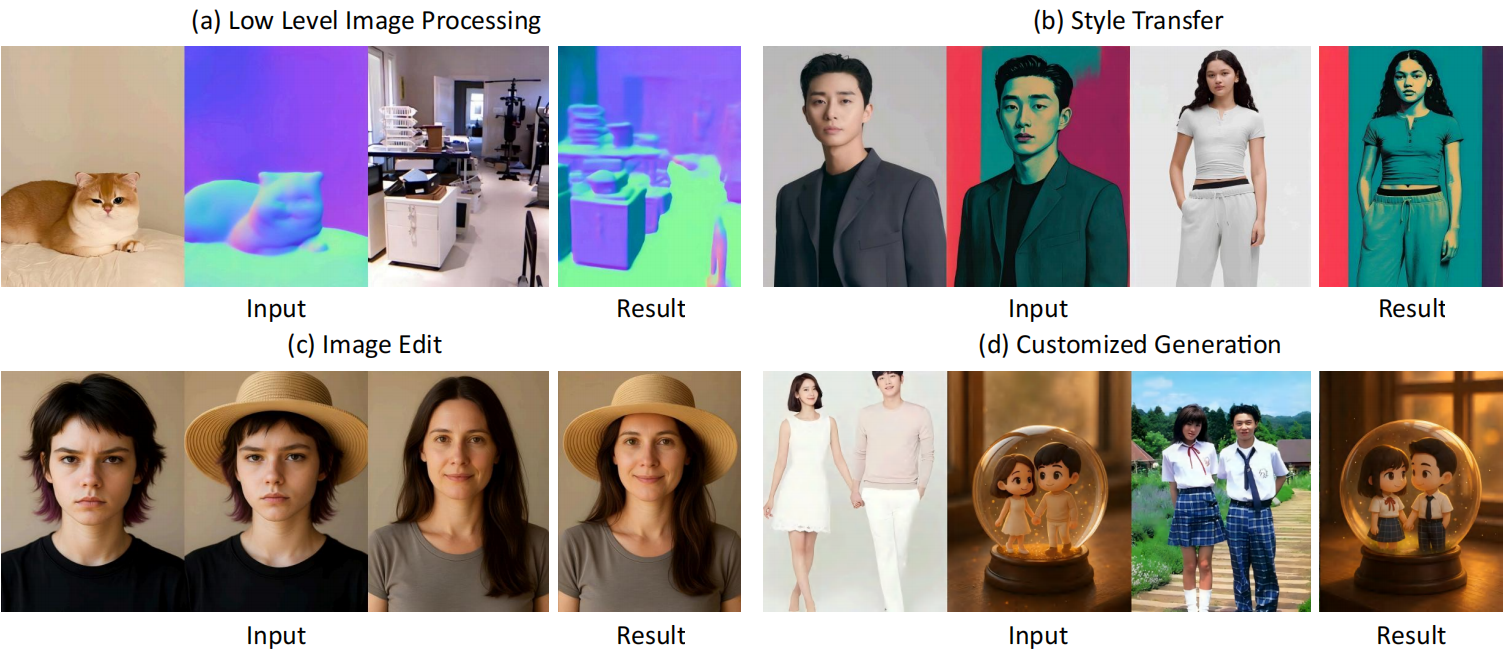 (a) Low Level Image Processing
(b) Style Transfer
Input
Result
Input
Result
(c) Image Edit
(d) Customized Generation
Input
Result
Input
Result